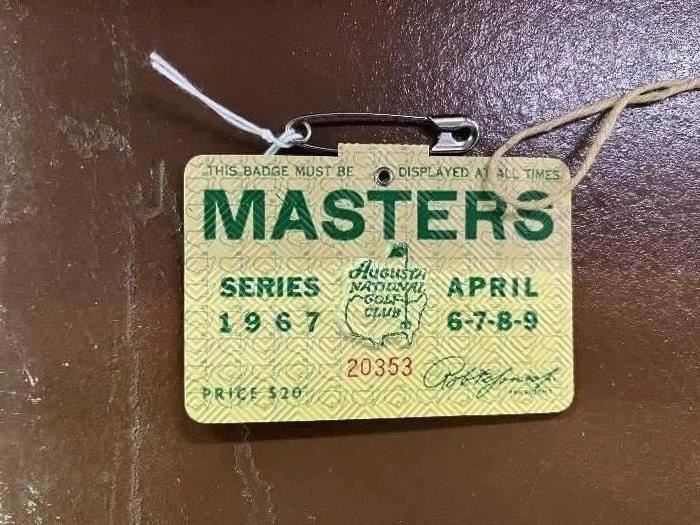 THIS BADGE MUST BE DISPLAYED AT ALL TIMES
MASTERS
SERIES
1967
AUGUSTA
NATIONAL
GOLF
CLUB
APRIL
6-7-8-9
20353
PRICE $20
PRESIDENT